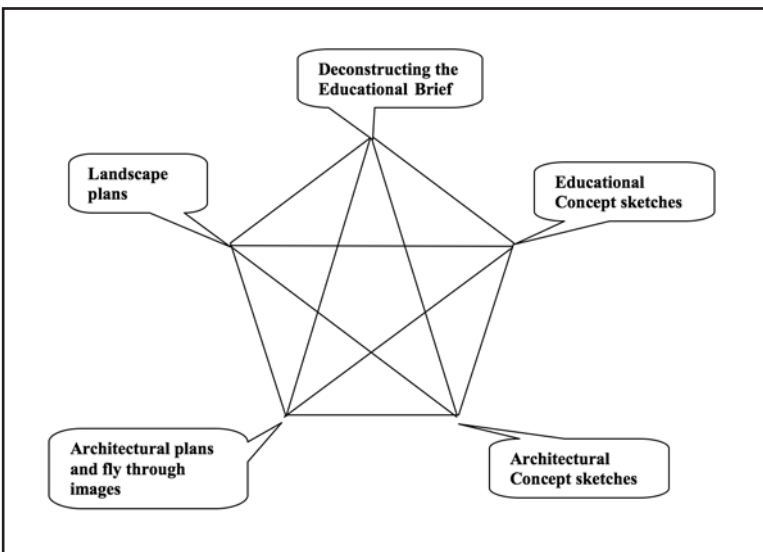 Deconstructing the
Educational Brief
Landscape
plans
Educational
Concept sketches
Architectural plans
and fly through
images
Architectural
Concept sketches